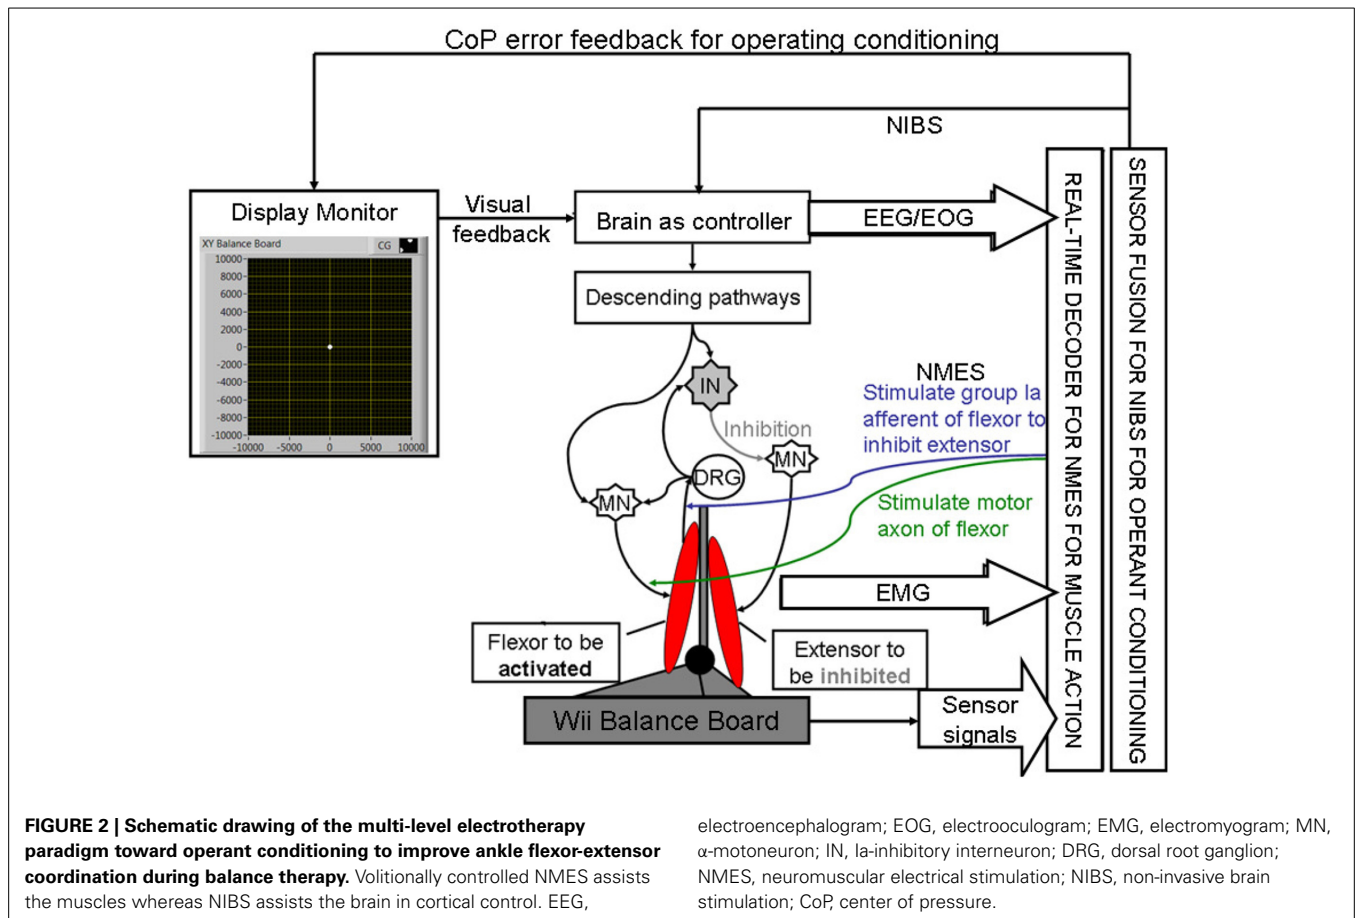 CoP error feedback for operating conditioning
NIBS
Display Monitor
XY Balance Board
CG
10000
8000
6000
4000
2000
0
-2000
-4000
-6000
-8000
-10000
-10000 -5000 0 5000 10000
Visual
feedback
Brain as controller
EEG/EOG
Descending pathways
IN
Inhibition
MN
DRG
MN
NMES
Stimulate group Ia
afferent of flexor to
inhibit extensor
Stimulate motor
axon of flexor
EMG
Flexor to be
activated
Extensor to
be inhibited
Wii Balance Board
Sensor
signals
REAL-TIME DECODER FOR NMES FOR MUSCLE ACTION
SENSOR FUSION FOR NIBS FOR OPERANT CONDITIONING
FIGURE 2 | Schematic drawing of the multi-level electrotherapy
paradigm toward operant conditioning to improve ankle flexor-extensor
coordination during balance therapy. Volitionally controlled NMES assists
the muscles whereas NIBS assists the brain in cortical control. EEG,
electroencephalogram; EOG, electrooculogram; EMG, electromyogram; MN,
α-motoneuron; IN, Ia-inhibitory interneuron; DRG, dorsal root ganglion;
NMES, neuromuscular electrical stimulation; NIBS, non-invasive brain
stimulation; CoP, center of pressure.